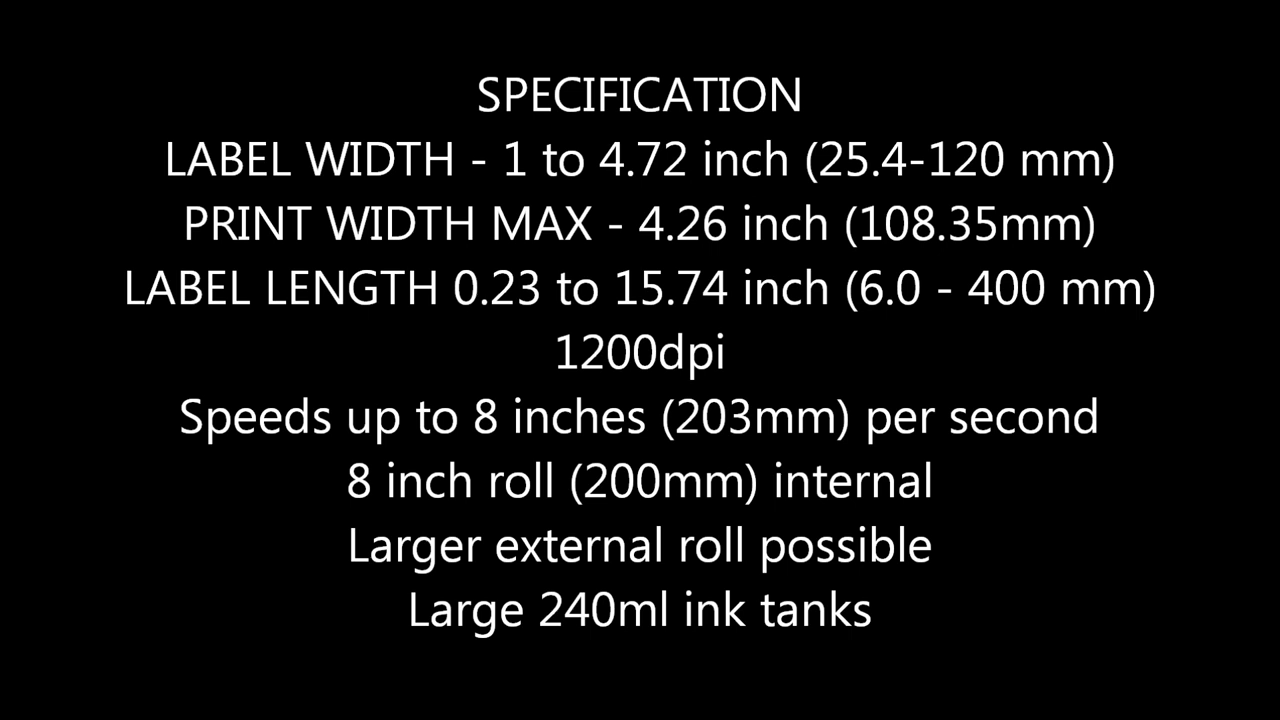 SPECIFICATION
LABEL WIDTH - 1 to 4.72 inch (25.4-120 mm)
PRINT WIDTH MAX - 4.26 inch (108.35mm)
LABEL LENGTH 0.23 to 15.74 inch (6.0 - 400 mm)
1200dpi
Speeds up to 8 inches (203mm) per second
8 inch roll (200mm) internal
Larger external roll possible
Large 240ml ink tanks